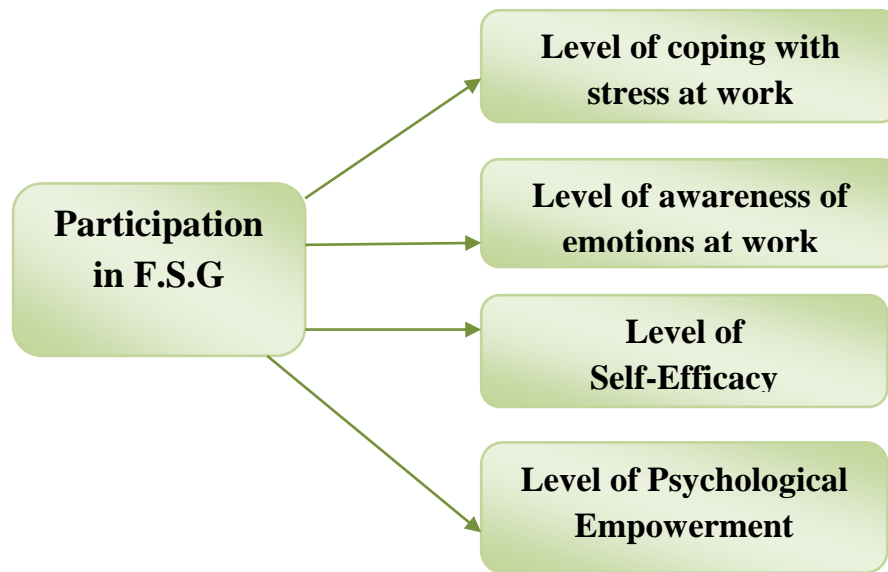 Level of coping with
stress at work
Participation
in F.S.G
Level of awareness of
emotions at work
Level of
Self-Efficacy
Level of Psychological
Empowerment